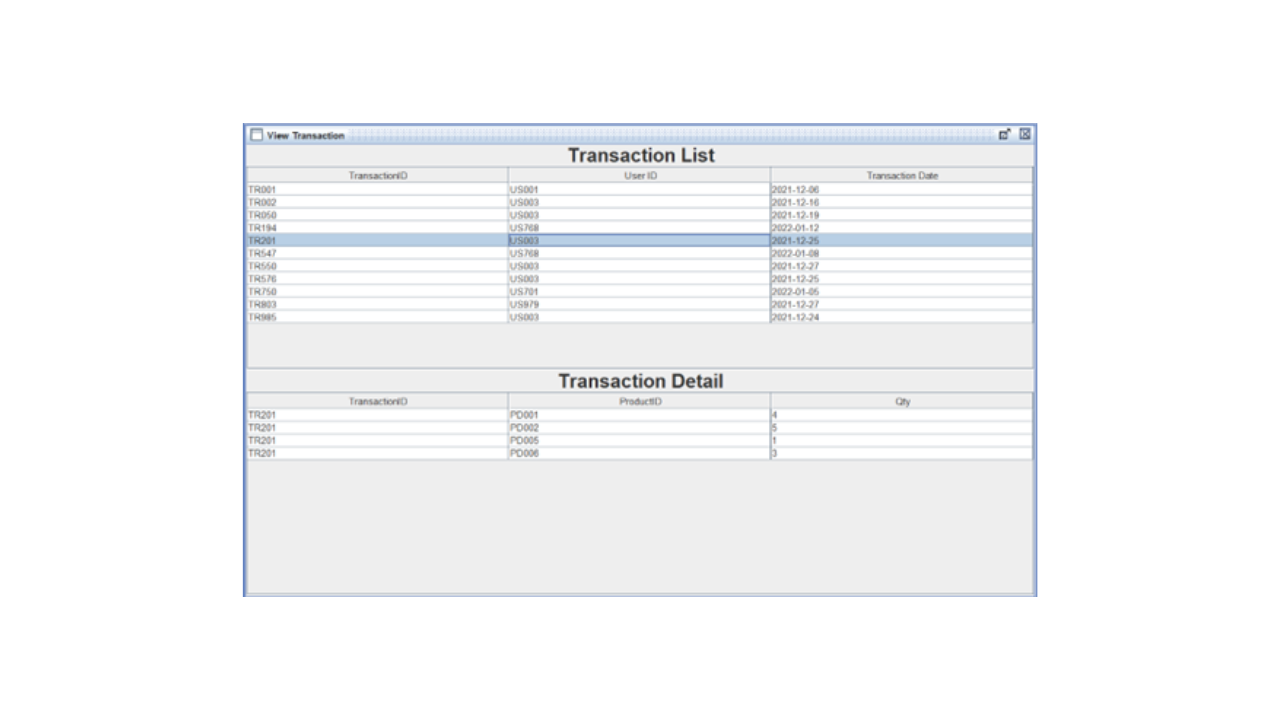 View Transaction
Transaction List
TransactionID User ID Transaction Date
TR001 US001 2021-12-06
TR002 US003 2021-12-16
TR050 US003 2021-12-19
TR194 US768 2022-01-12
TR201 US003 2021-12-25
TR547 US768 2022-01-08
TR550 US003 2021-12-27
TR576 US003 2021-12-25
TR750 US701 2022-01-05
TR803 US979 2021-12-27
TR985 US003 2021-12-24
Transaction Detail
TransactionID ProductID Qty
TR201 PD001 4
TR201 PD002 5
TR201 PD005 1
TR201 PD006 3